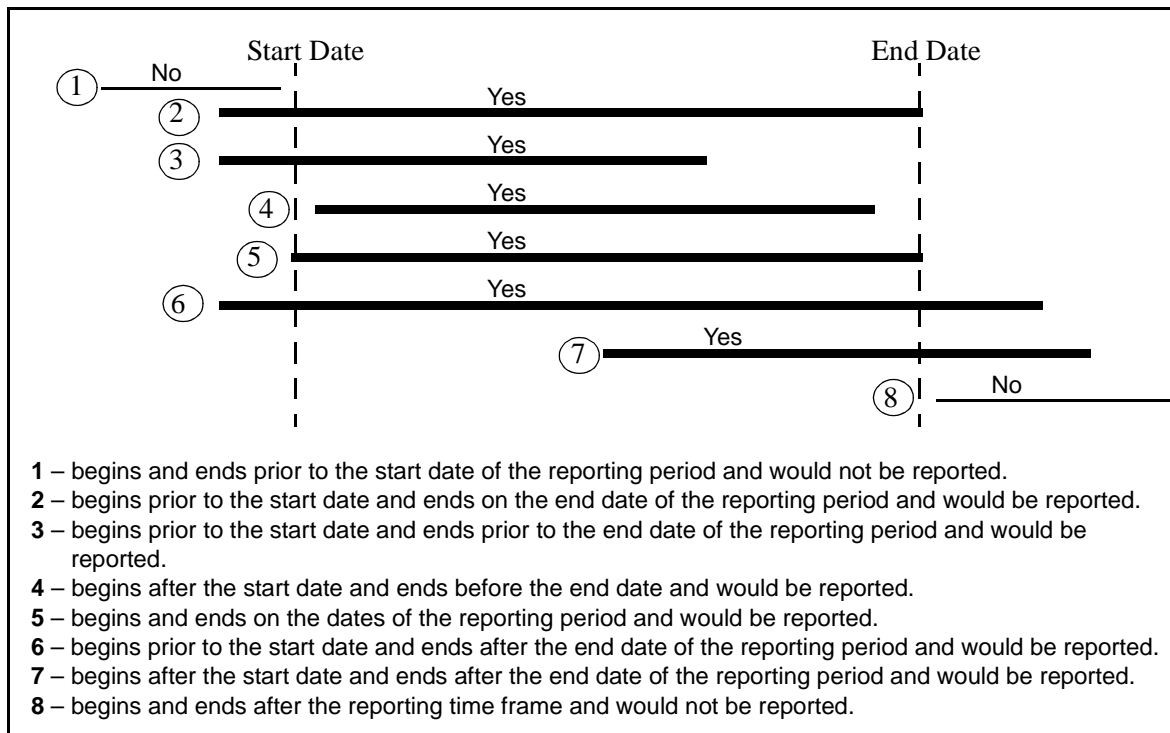 Start Date
End Date
1
No
2
Yes
3
Yes
4
Yes
5
Yes
6
Yes
7
Yes
8
No
1 – begins and ends prior to the start date of the reporting period and would not be reported.
2 – begins prior to the start date and ends on the end date of the reporting period and would be reported.
3 – begins prior to the start date and ends prior to the end date of the reporting period and would be
reported.
4 – begins after the start date and ends before the end date and would be reported.
5 – begins and ends on the dates of the reporting period and would be reported.
6 – begins prior to the start date and ends after the end date of the reporting period and would be reported.
7 – begins after the start date and ends after the end date of the reporting period and would be reported.
8 – begins and ends after the reporting time frame and would not be reported.